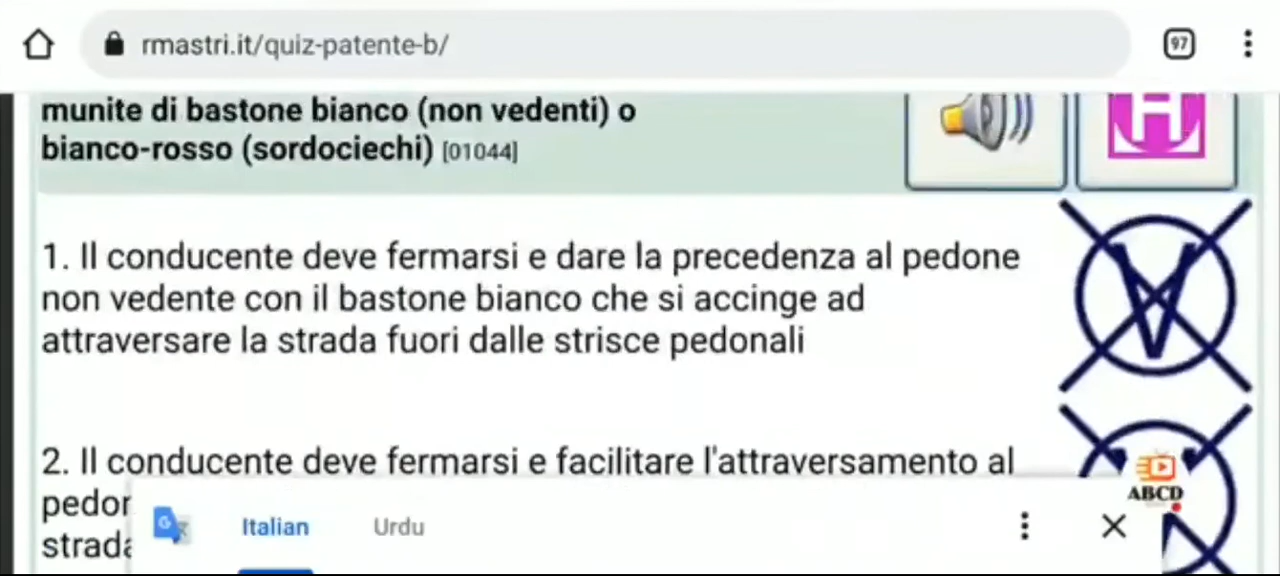 rmastri.it/quiz-patente-b/
97
munite di bastone bianco (non vedenti) o
bianco-rosso (sordociechi) [01044]
H
1. Il conducente deve fermarsi e dare la precedenza al pedone
non vedente con il bastone bianco che si accinge ad
attraversare la strada fuori dalle strisce pedonali
V
2. Il conducente deve fermarsi e facilitare l'attraversamento al
ABCD
Italian
Urdu